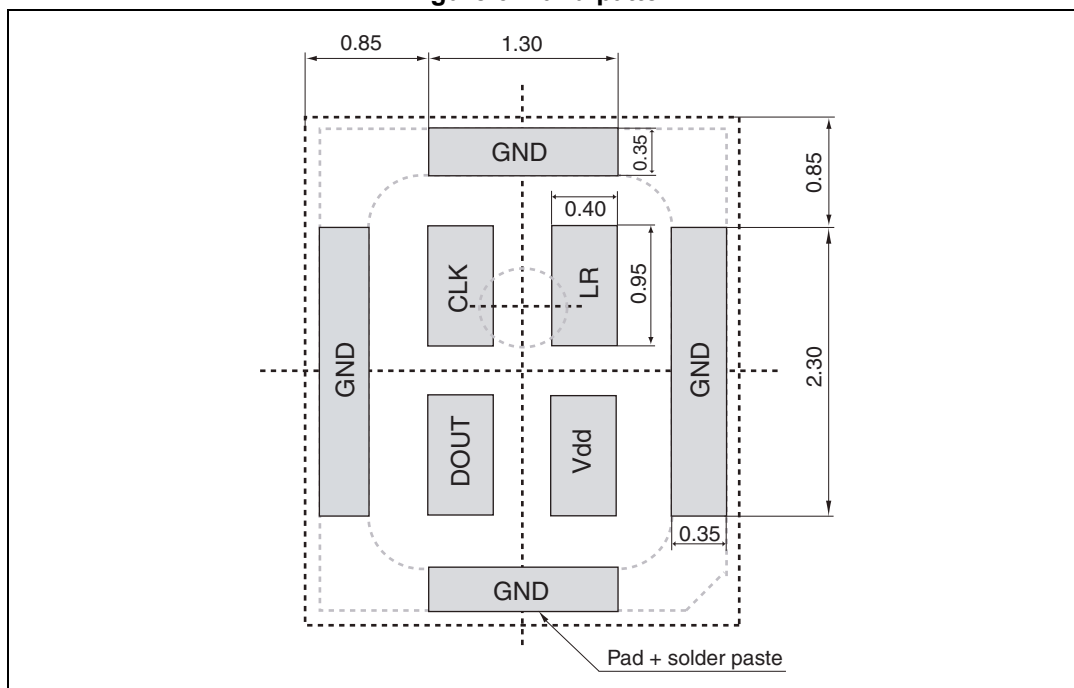 0.85
1.30
GND
0.35
0.85
0.40
CLK
LR
0.95
GND
GND
2.30
DOUT
Vdd
0.35
GND
Pad + solder paste